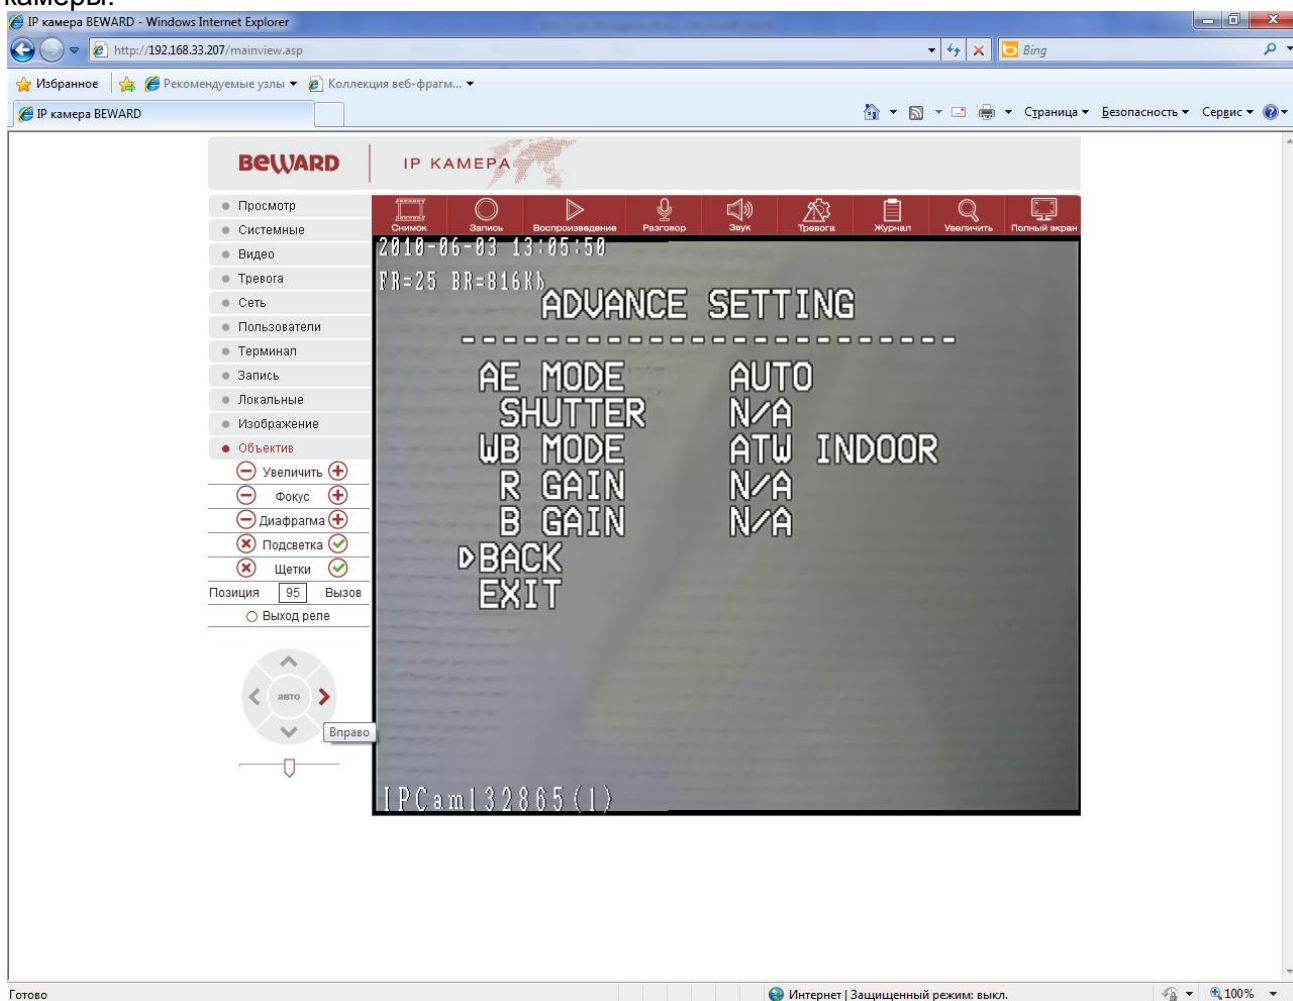 камеры.
IP камера BEWARD - Windows Internet Explorer
http://192.168.33.207/mainview.asp
Bing
Избранное
Рекомендуемые узлы
Коллекция веб-фрагм...
IP камера BEWARD
Страница
Безопасность
Сервис
BEWARD
IP КАМЕРА
Просмотр
Системные
Видео
Тревога
Сеть
Пользователи
Терминал
Запись
Локальные
Изображение
Объектив
Увеличить
Фокус
Диафрагма
Подсветка
Щетки
Позиция 95 Вызов
Выход реле
авто
Вправо
Снимок Запись Воспроизведение Разговор Звук Тревога Журнал Увеличить Полный экран
2010-06-03 13:05:50
FR=25 BR=816Kb
ADVANCE SETTING
------------------------
AE MODE AUTO
SHUTTER N/A
WB MODE ATW INDOOR
R GAIN N/A
B GAIN N/A
BACK
EXIT
IPCam132865(1)
Готово
Интернет | Защищенный режим: выкл.
100%